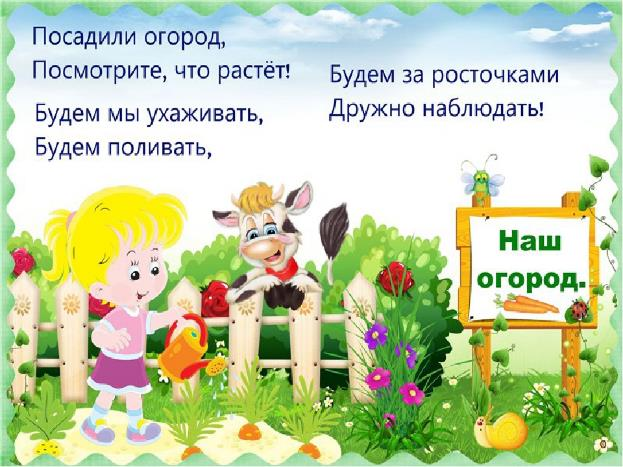 Посадили огород,
Посмотрите, что растёт!
Будем мы ухаживать,
Будем поливать,
Будем за росточками
Дружно наблюдать!
Наш
огород.